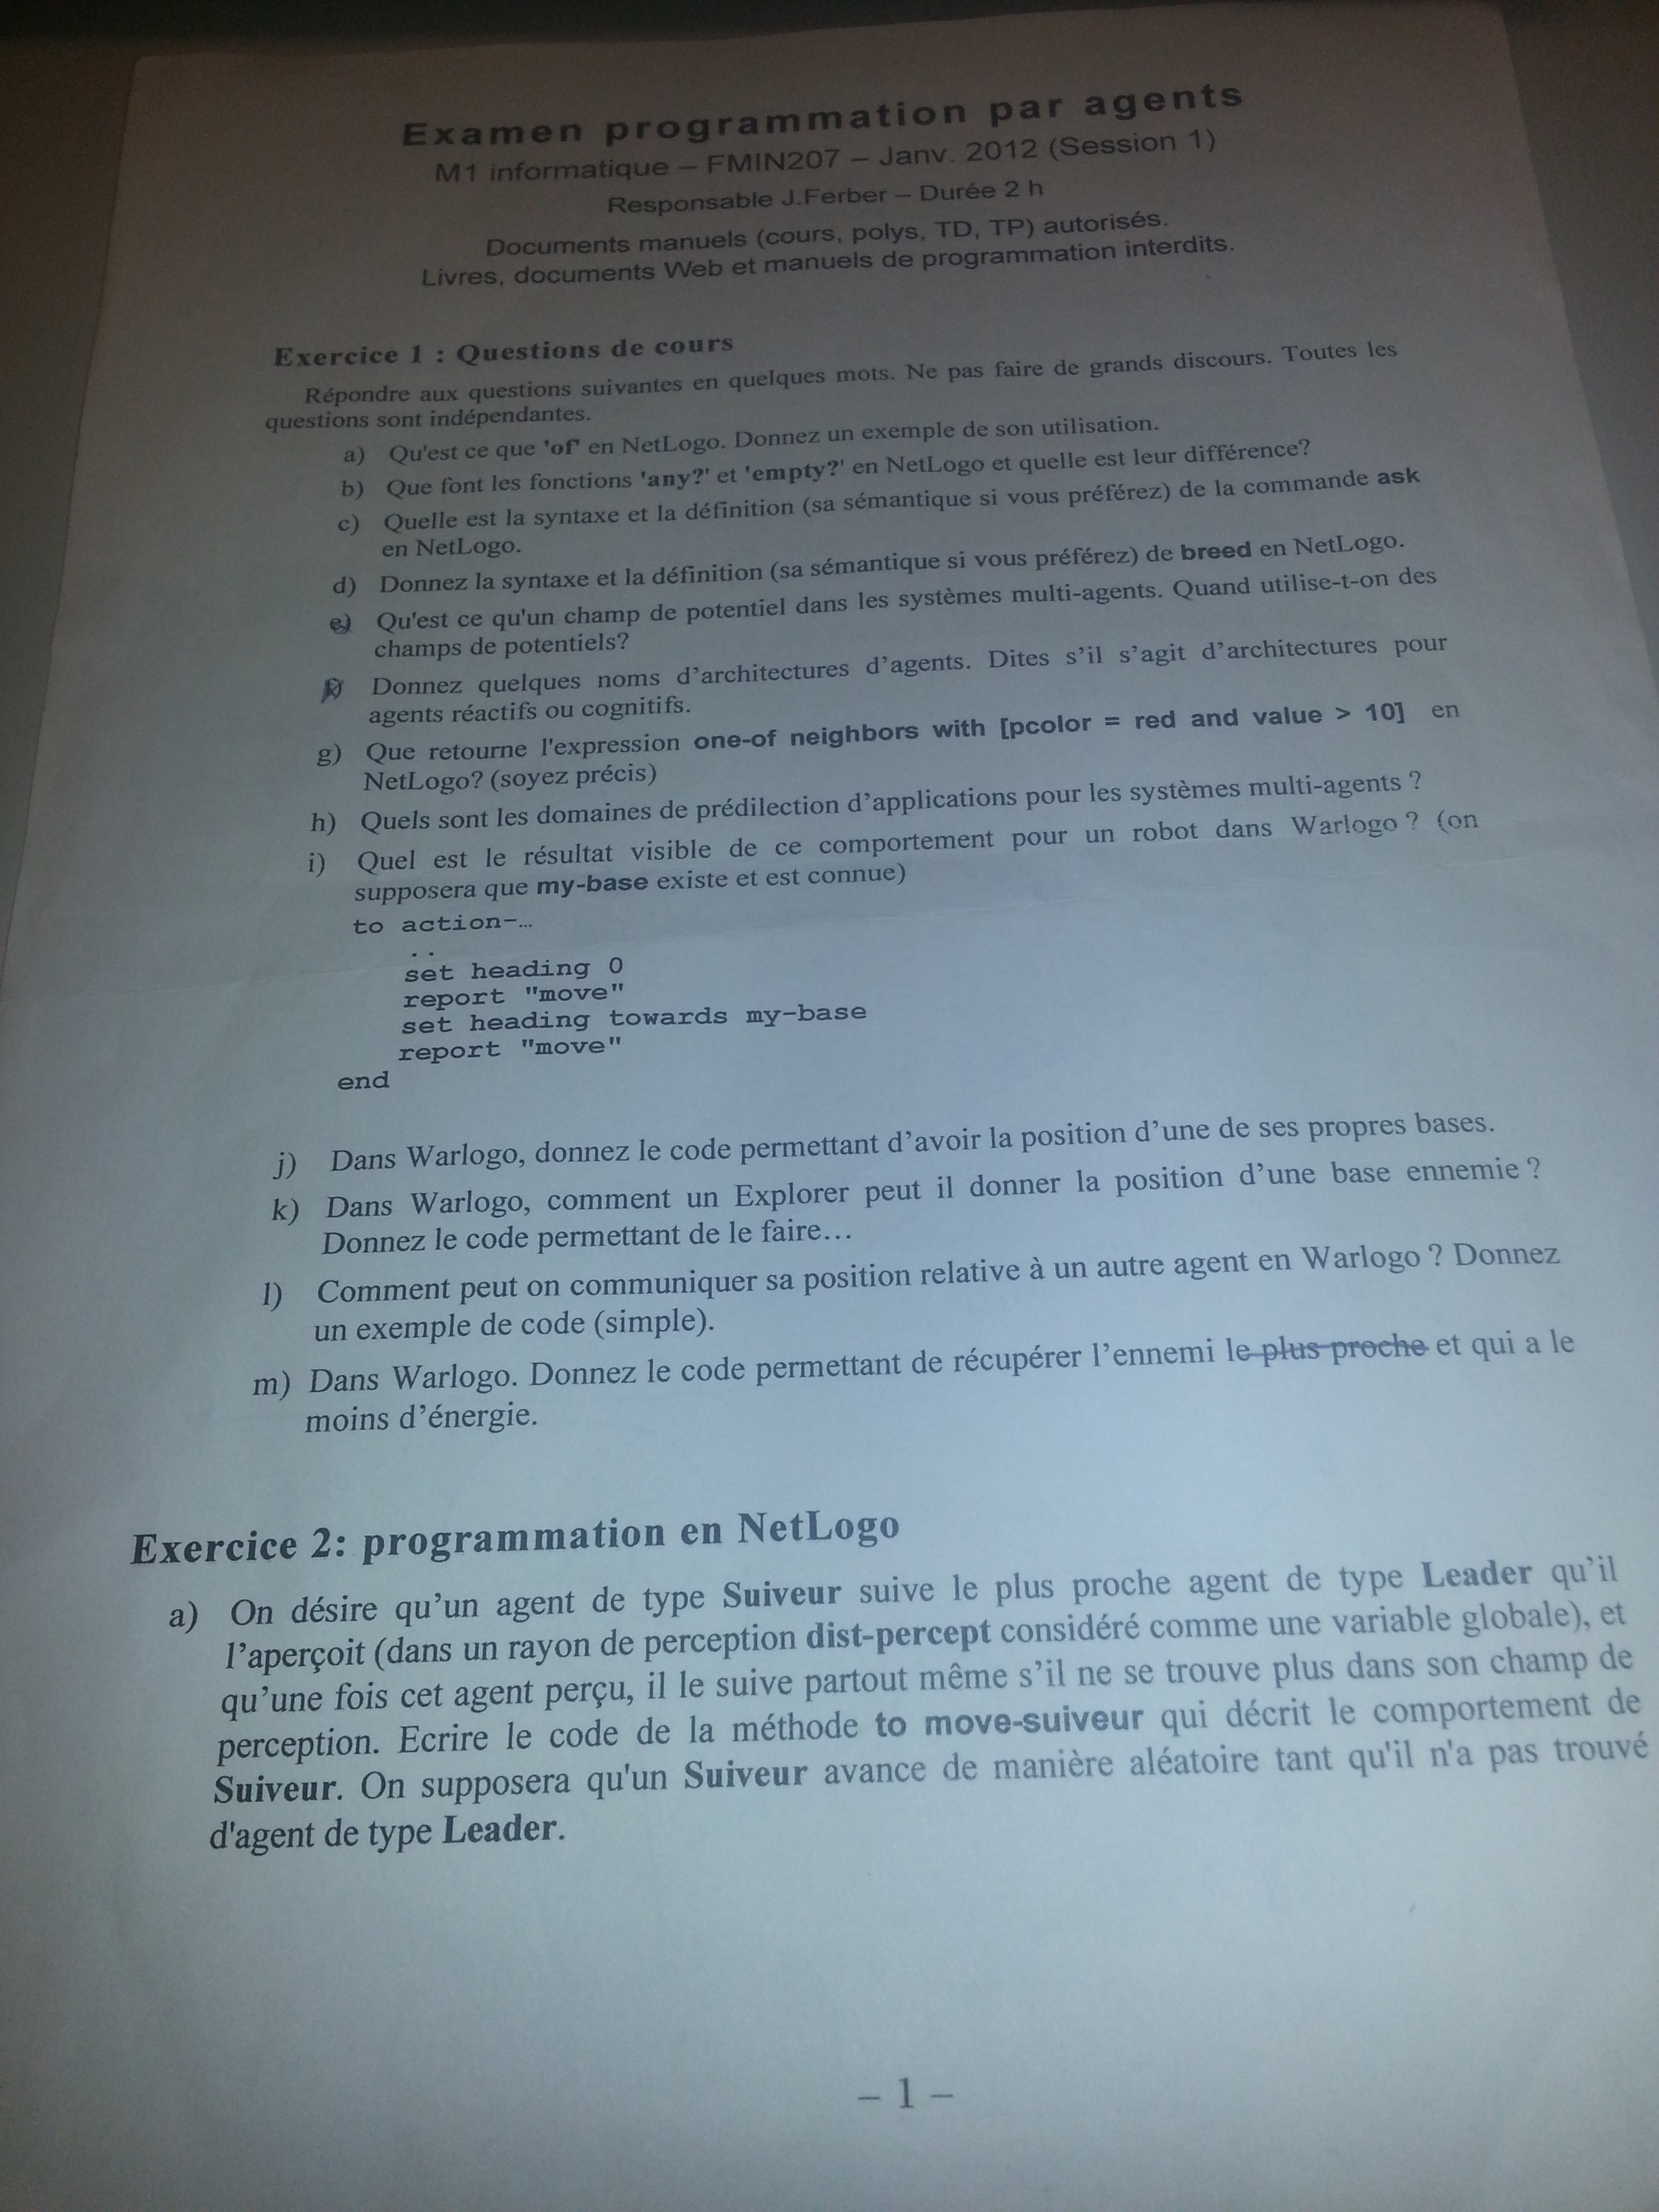 Examen programmation par agents
M1 informatique – FMIN207 – Janv. 2012 (Session 1)
Responsable J.Ferber – Durée 2 h
Documents manuels (cours, polys, TD, TP) autorisés.
Livres, documents Web et manuels de programmation interdits.
Exercice 1 : Questions de cours
Répondre aux questions suivantes en quelques mots. Ne pas faire de grands discours. Toutes les
questions sont indépendantes.
a) Qu'est ce que 'of' en NetLogo. Donnez un exemple de son utilisation.
b) Que font les fonctions 'any?' et 'empty?' en NetLogo et quelle est leur différence?
c) Quelle est la syntaxe et la définition (sa sémantique si vous préférez) de la commande ask
en NetLogo.
d) Donnez la syntaxe et la définition (sa sémantique si vous préférez) de breed en NetLogo.
e) Qu'est ce qu'un champ de potentiel dans les systèmes multi-agents. Quand utilise-t-on des
champs de potentiels?
Donnez quelques noms d’architectures d’agents. Dites s’il s’agit d’architectures pour
agents réactifs ou cognitifs.
g) Que retourne l'expression one-of neighbors with [pcolor = red and value > 10] en
NetLogo? (soyez précis)
h) Quels sont les domaines de prédilection d’applications pour les systèmes multi-agents ?
i) Quel est le résultat visible de ce comportement pour un robot dans Warlogo ? (on
supposera que my-base existe et est connue)
to action-…
..
set heading 0
report "move"
set heading towards my-base
report "move"
end
j) Dans Warlogo, donnez le code permettant d’avoir la position d’une de ses propres bases.
k) Dans Warlogo, comment un Explorer peut il donner la position d’une base ennemie ?
Donnez le code permettant de le faire…
l) Comment peut on communiquer sa position relative à un autre agent en Warlogo ? Donnez
un exemple de code (simple).
m) Dans Warlogo. Donnez le code permettant de récupérer l’ennemi le plus proche et qui a le
moins d’énergie.
Exercice 2: programmation en NetLogo
a) On désire qu’un agent de type Suiveur suive le plus proche agent de type Leader qu’il
l’aperçoit (dans un rayon de perception dist-percept considéré comme une variable globale), et
qu’une fois cet agent perçu, il le suive partout même s’il ne se trouve plus dans son champ de
perception. Ecrire le code de la méthode to move-suiveur qui décrit le comportement de
Suiveur. On supposera qu'un Suiveur avance de manière aléatoire tant qu'il n'a pas trouvé
d'agent de type Leader.
– 1 –